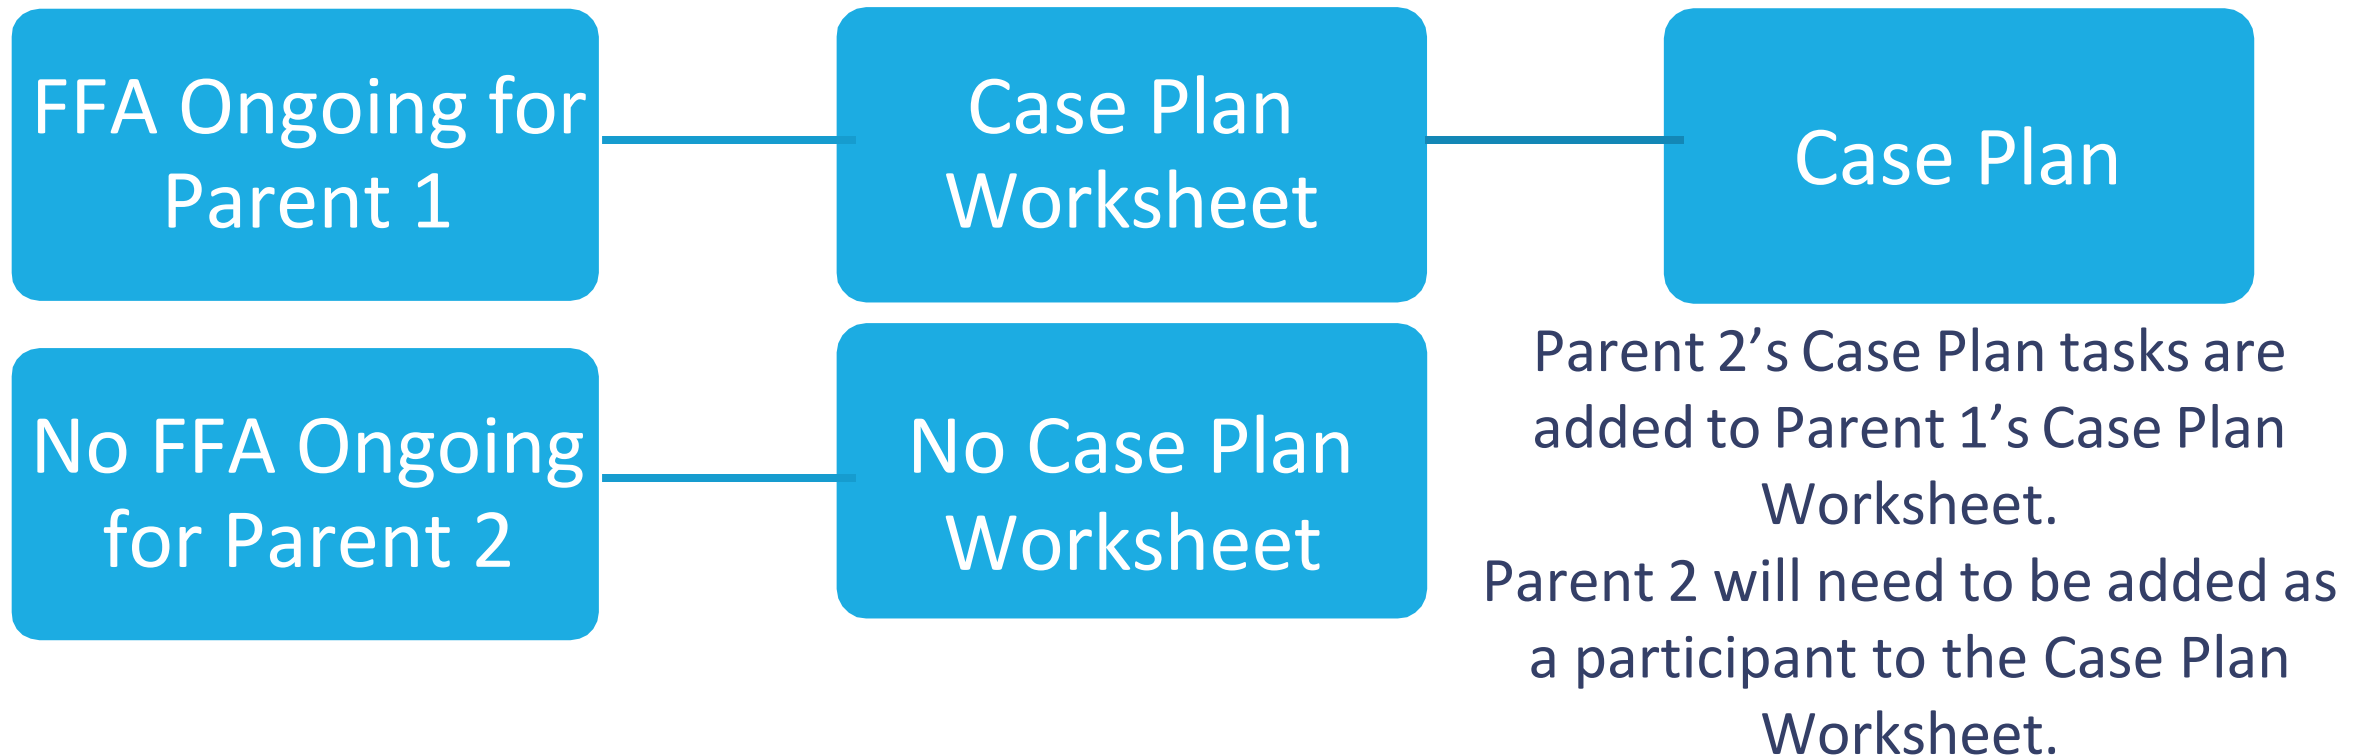 FFA Ongoing for
Parent 1
Case Plan
Worksheet
Case Plan
No FFA Ongoing
for Parent 2
No Case Plan
Worksheet
Parent 2’s Case Plan tasks are
added to Parent 1’s Case Plan
Worksheet.
Parent 2 will need to be added as
a participant to the Case Plan
Worksheet.